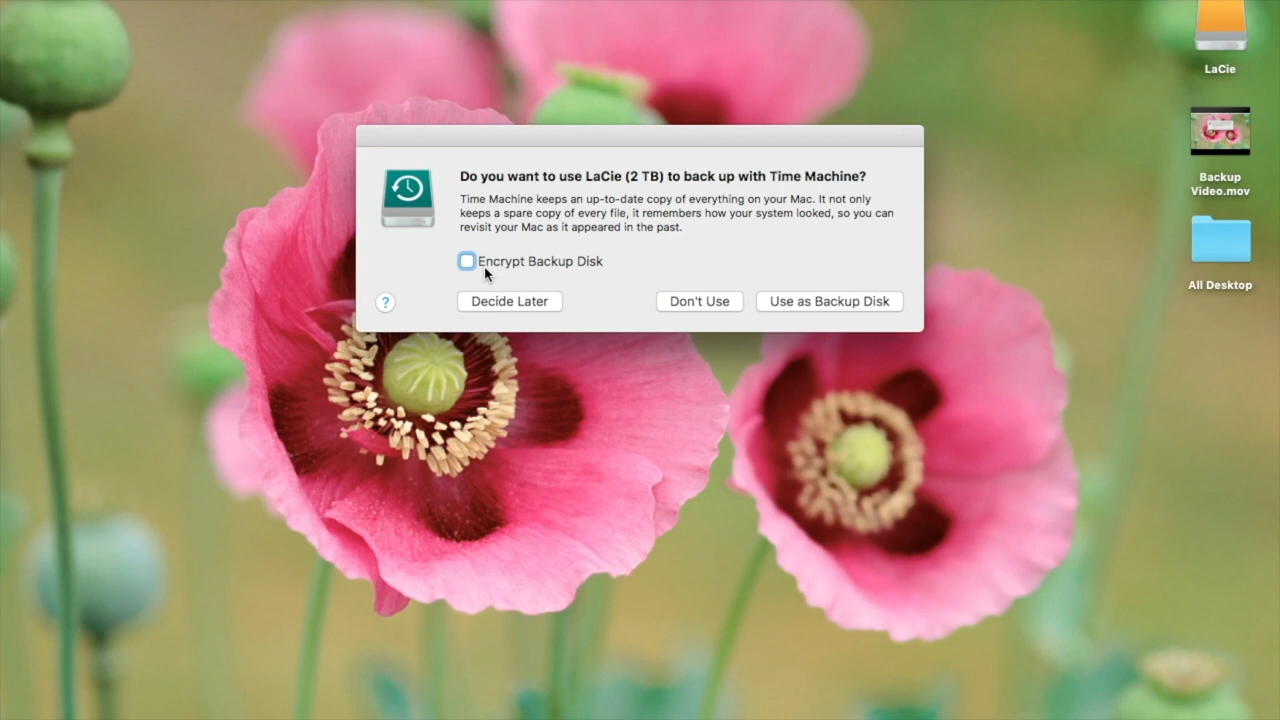 Do you want to use LaCie (2 TB) to back up with Time Machine?
Time Machine keeps an up-to-date copy of everything on your Mac. It not only
keeps a spare copy of every file, it remembers how your system looked, so you can
revisit your Mac as it appeared in the past.
Encrypt Backup Disk
?
Decide Later
Don't Use
Use as Backup Disk
LaCie
Backup
Video.mov
All Desktop